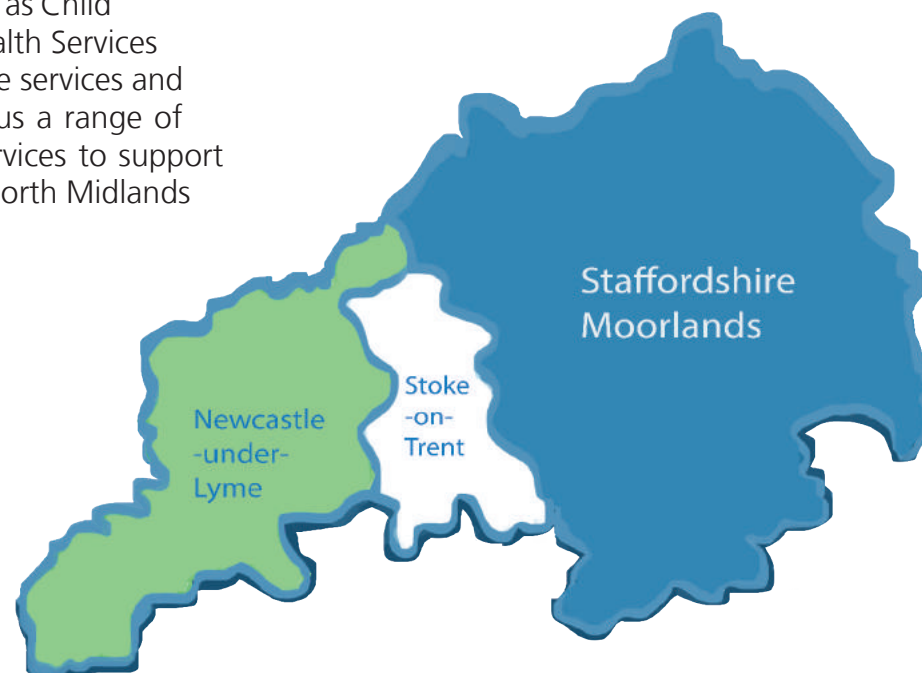 as Child
alth Services
e services and
us a range of
rvices to support
orth Midlands
Staffordshire
Moorlands
Stoke
-on-
Trent
Newcastle
-under-
Lyme